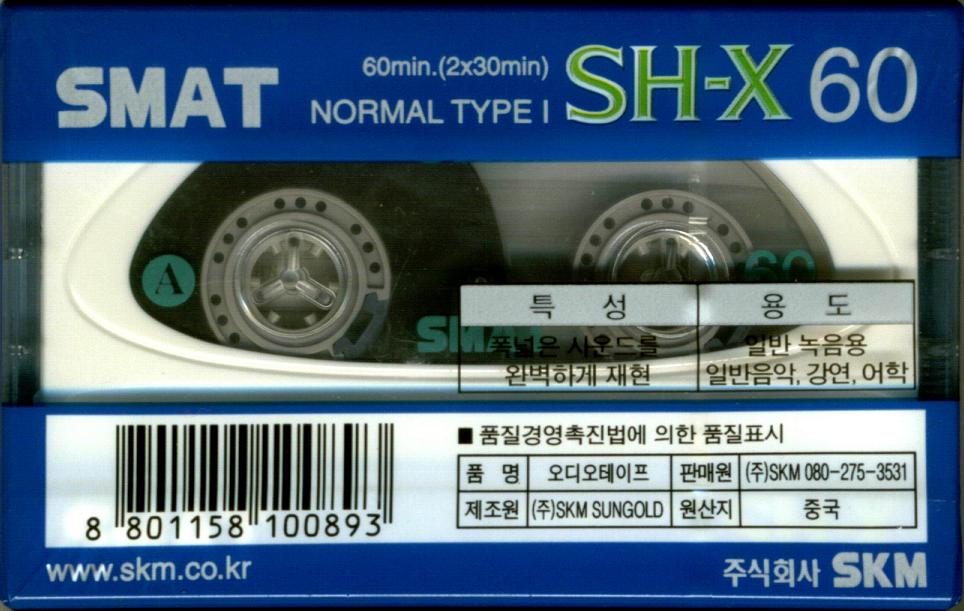 SMAT
60min.(2x30min)
NORMAL TYPE I
SH-X 60
A
60
SMAT
특 성 용 도
폭넓은 사운드를 일반 녹음용
완벽하게 재현 일반음악, 강연, 어학
■ 품질경영촉진법에 의한 품질표시
품 명 오디오테이프 판매원 (주)SKM 080-275-3531
제조원 (주)SKM SUNGOLD 원산지 중국
8 801158 100893
www.skm.co.kr
주식회사 SKM